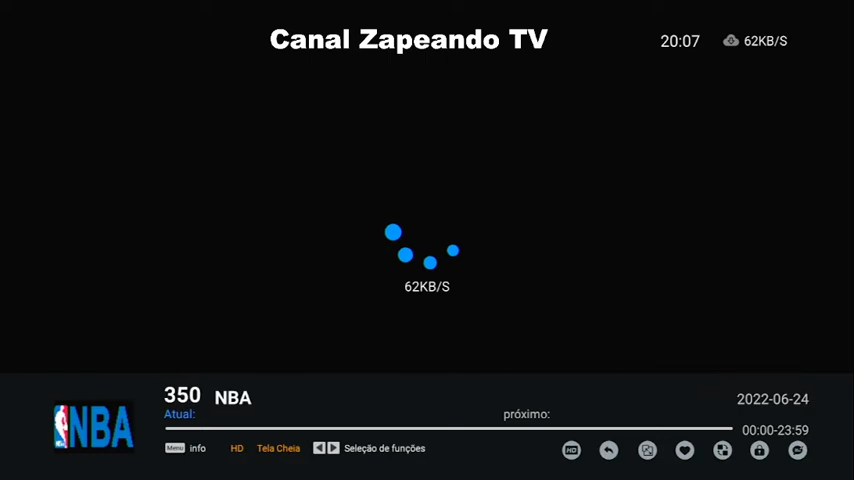 Canal Zapeando TV
20:07
62KB/S
62KB/S
350 NBA
2022-06-24
Atual:
próximo:
NBA
00:00-23:59
Menu info HD Tela Cheia Seleção de funções
HD